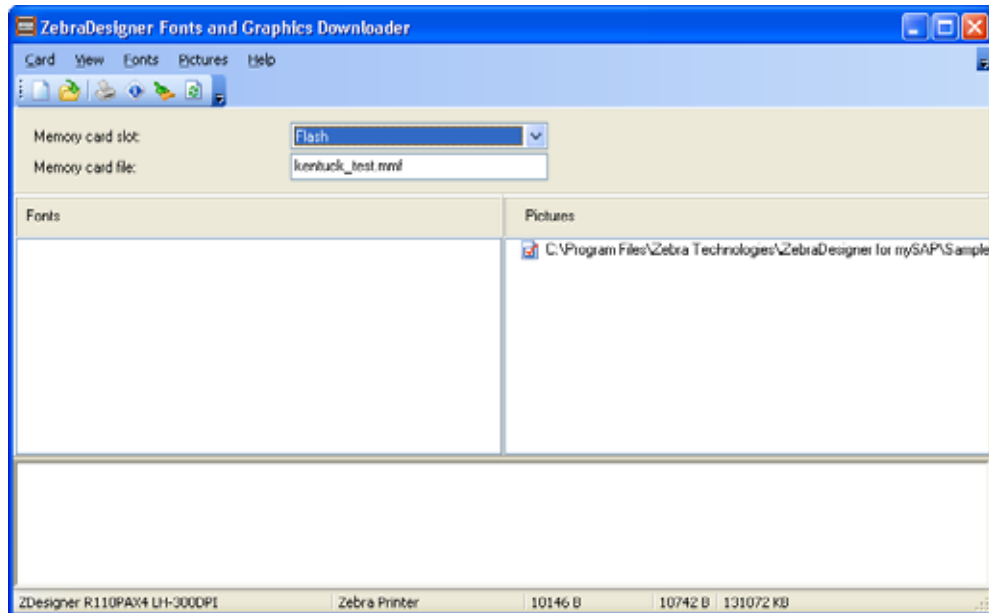 ZebraDesigner Fonts and Graphics Downloader
Card View Fonts Pictures Help
Memory card slot: Flash
Memory card file: kentuck_test.mmf
Fonts Pictures
C:\Program Files\Zebra Technologies\ZebraDesigner for mySAP\Sample
ZDesigner R110PAX4 LH-300DPI Zebra Printer 10146 B 10742 B 131072 KB